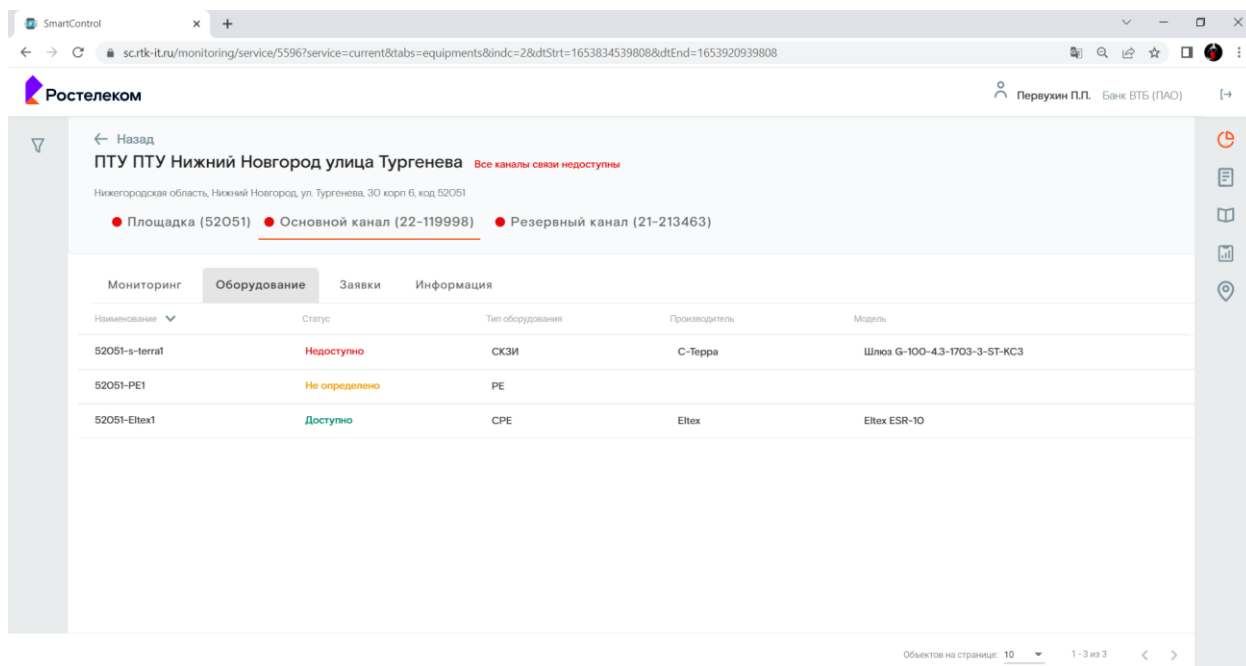 SmartControl
sc.rtk-it.ru/monitoring/service/5596?service=current&tabs=equipments&indc=2&dtStrt=1653834539808&dtEnd=1653920939808
Ростелеком
Первухин П.П. Банк ВТБ (ПАО)
Назад
ПТУ ПТУ Нижний Новгород улица Тургенева Все каналы связи недоступны
Нижегородская область, Нижний Новгород, ул. Тургенева, 30 корп 6, код 52051
Площадка (52051) Основной канал (22-119998) Резервный канал (21-213463)
Мониторинг Оборудование Заявки Информация
Наименование Статус Тип оборудования Производитель Модель
52051-s-terra1 Недоступно СКЗИ С-Терра Шлюз G-100-4.3-1703-3-ST-KC3
52051-PE1 Не определено PE
52051-Eltex1 Доступно CPE Eltex Eltex ESR-10
Объектов на странице: 10 1 - 3 из 3